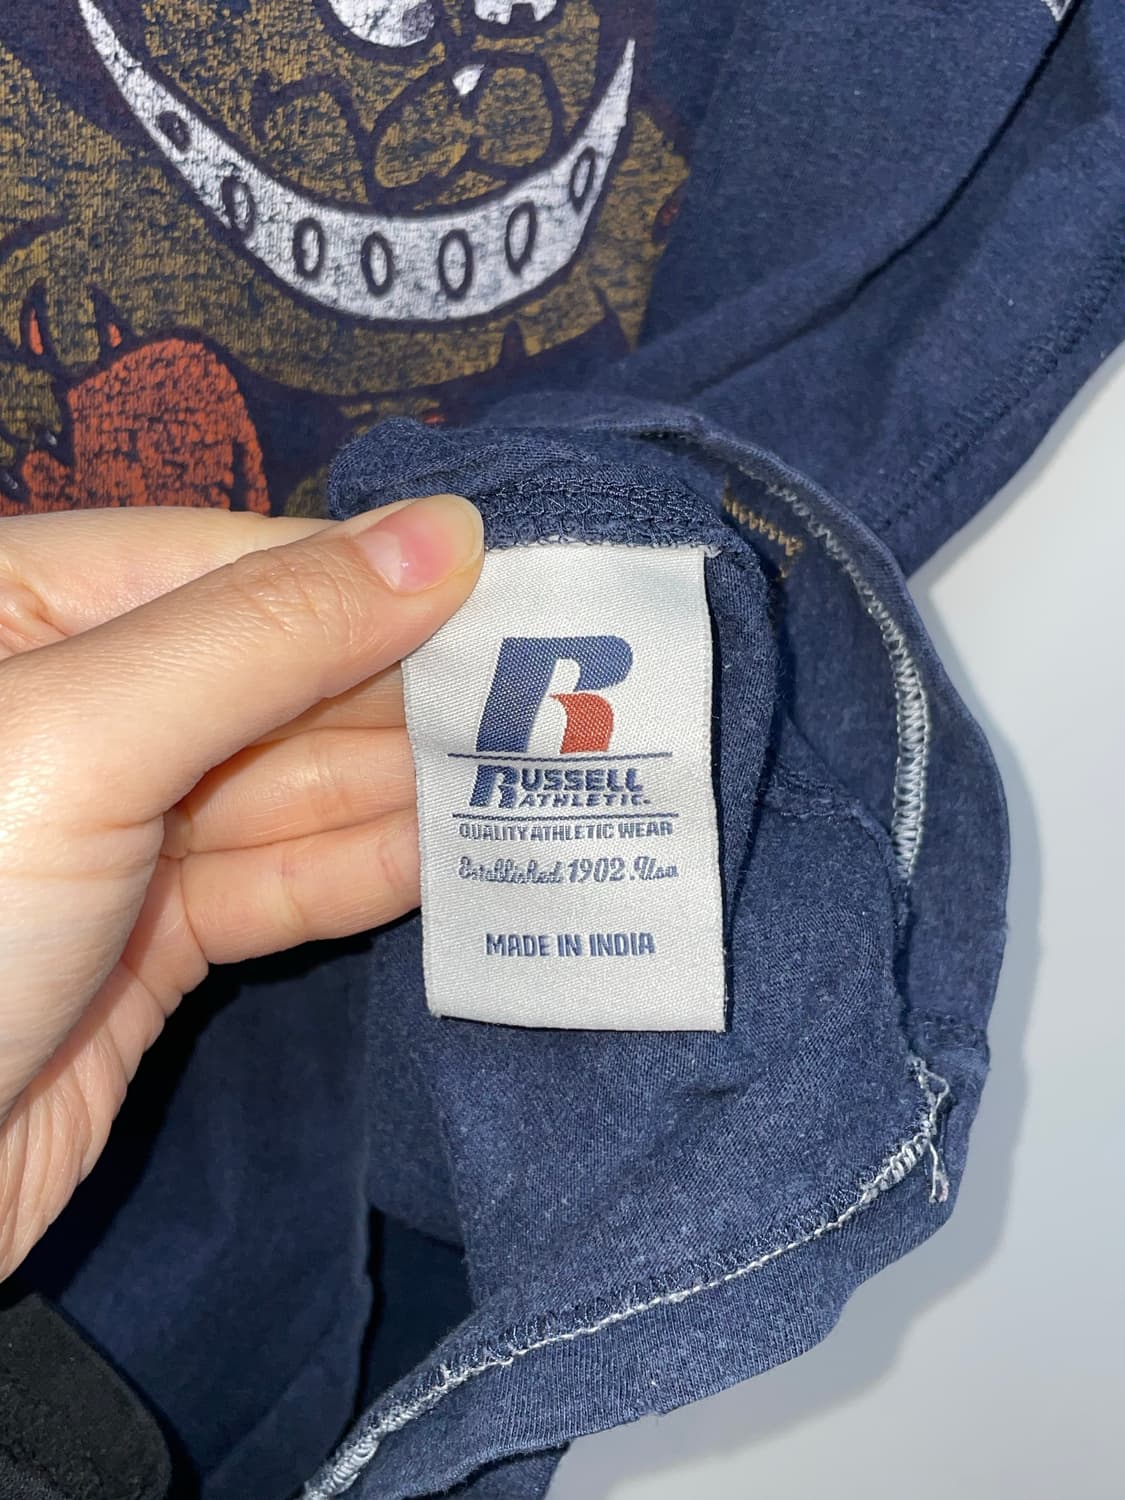 R
RUSSELL
ATHLETIC.
QUALITY ATHLETIC WEAR
Established 1902. Usa
MADE IN INDIA